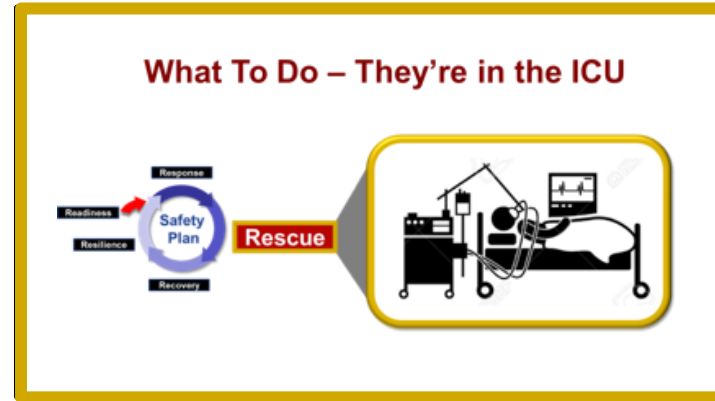 What To Do – They're in the ICU
Response
Readiness
Safety
Plan
Rescue
Resilience
Recovery